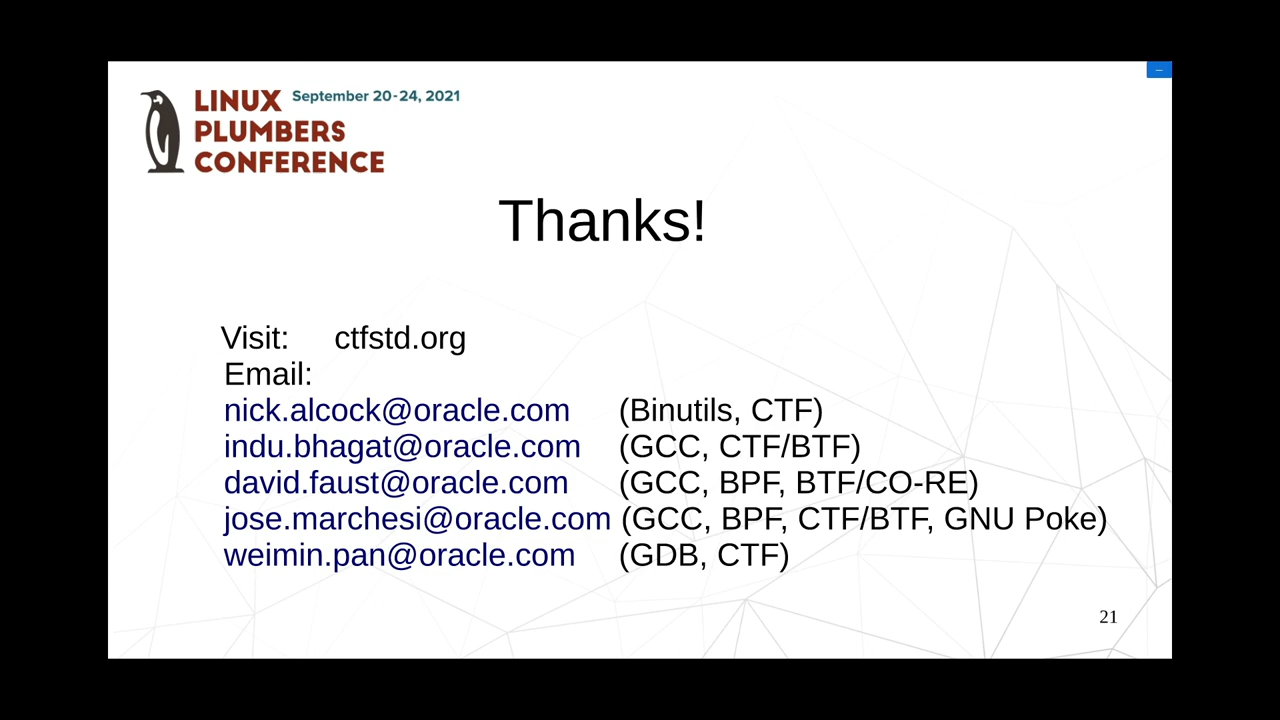 LINUX September 20-24, 2021
PLUMBERS
CONFERENCE
Thanks!
Visit: ctfstd.org
Email:
nick.alcock@oracle.com (Binutils, CTF)
indu.bhagat@oracle.com (GCC, CTF/BTF)
david.faust@oracle.com (GCC, BPF, BTF/CO-RE)
jose.marchesi@oracle.com (GCC, BPF, CTF/BTF, GNU Poke)
weimin.pan@oracle.com (GDB, CTF)
21